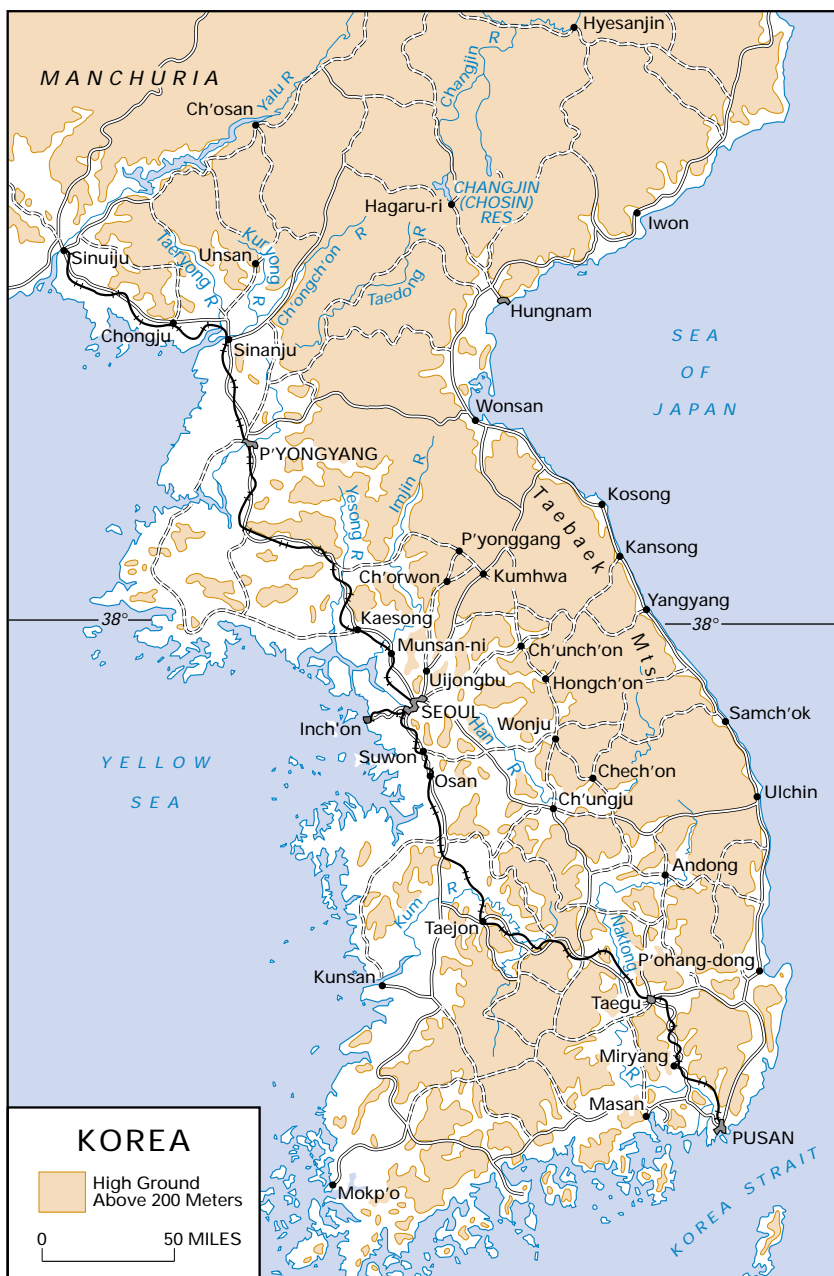 Hyesanjin
MANCHURIA
Changjin R
Yalu R
Ch'osan
Hagaru-ri
CHANGJIN
(CHOSIN)
RES
Iwon
Sinuiju
Taeryong R
Unsan
Kuryong R
Ch'ongch'on R
Taedong R
Hungnam
Chongju
Sinanju
SEA
OF
JAPAN
Wonsan
P'YONGYANG
Yesong R
Imjin R
Taebaek Mts
Kosong
P'yonggang
Kansong
Ch'orwon
Kumhwa
Yangyang
38°
38°
Kaesong
Munsan-ni
Ch'unch'on
Uijongbu
Hongch'on
SEOUL
Samch'ok
Inch'on
Han R
Wonju
Suwon
YELLOW
SEA
Osan
Chech'on
Ulchin
Ch'ungju
Andong
Kum R
Taejon
Naktong R
P'ohang-dong
Kunsan
Taegu
Miryang
Masan
PUSAN
KOREA STRAIT
Mokp'o
KOREA
High Ground
Above 200 Meters
0 50 MILES